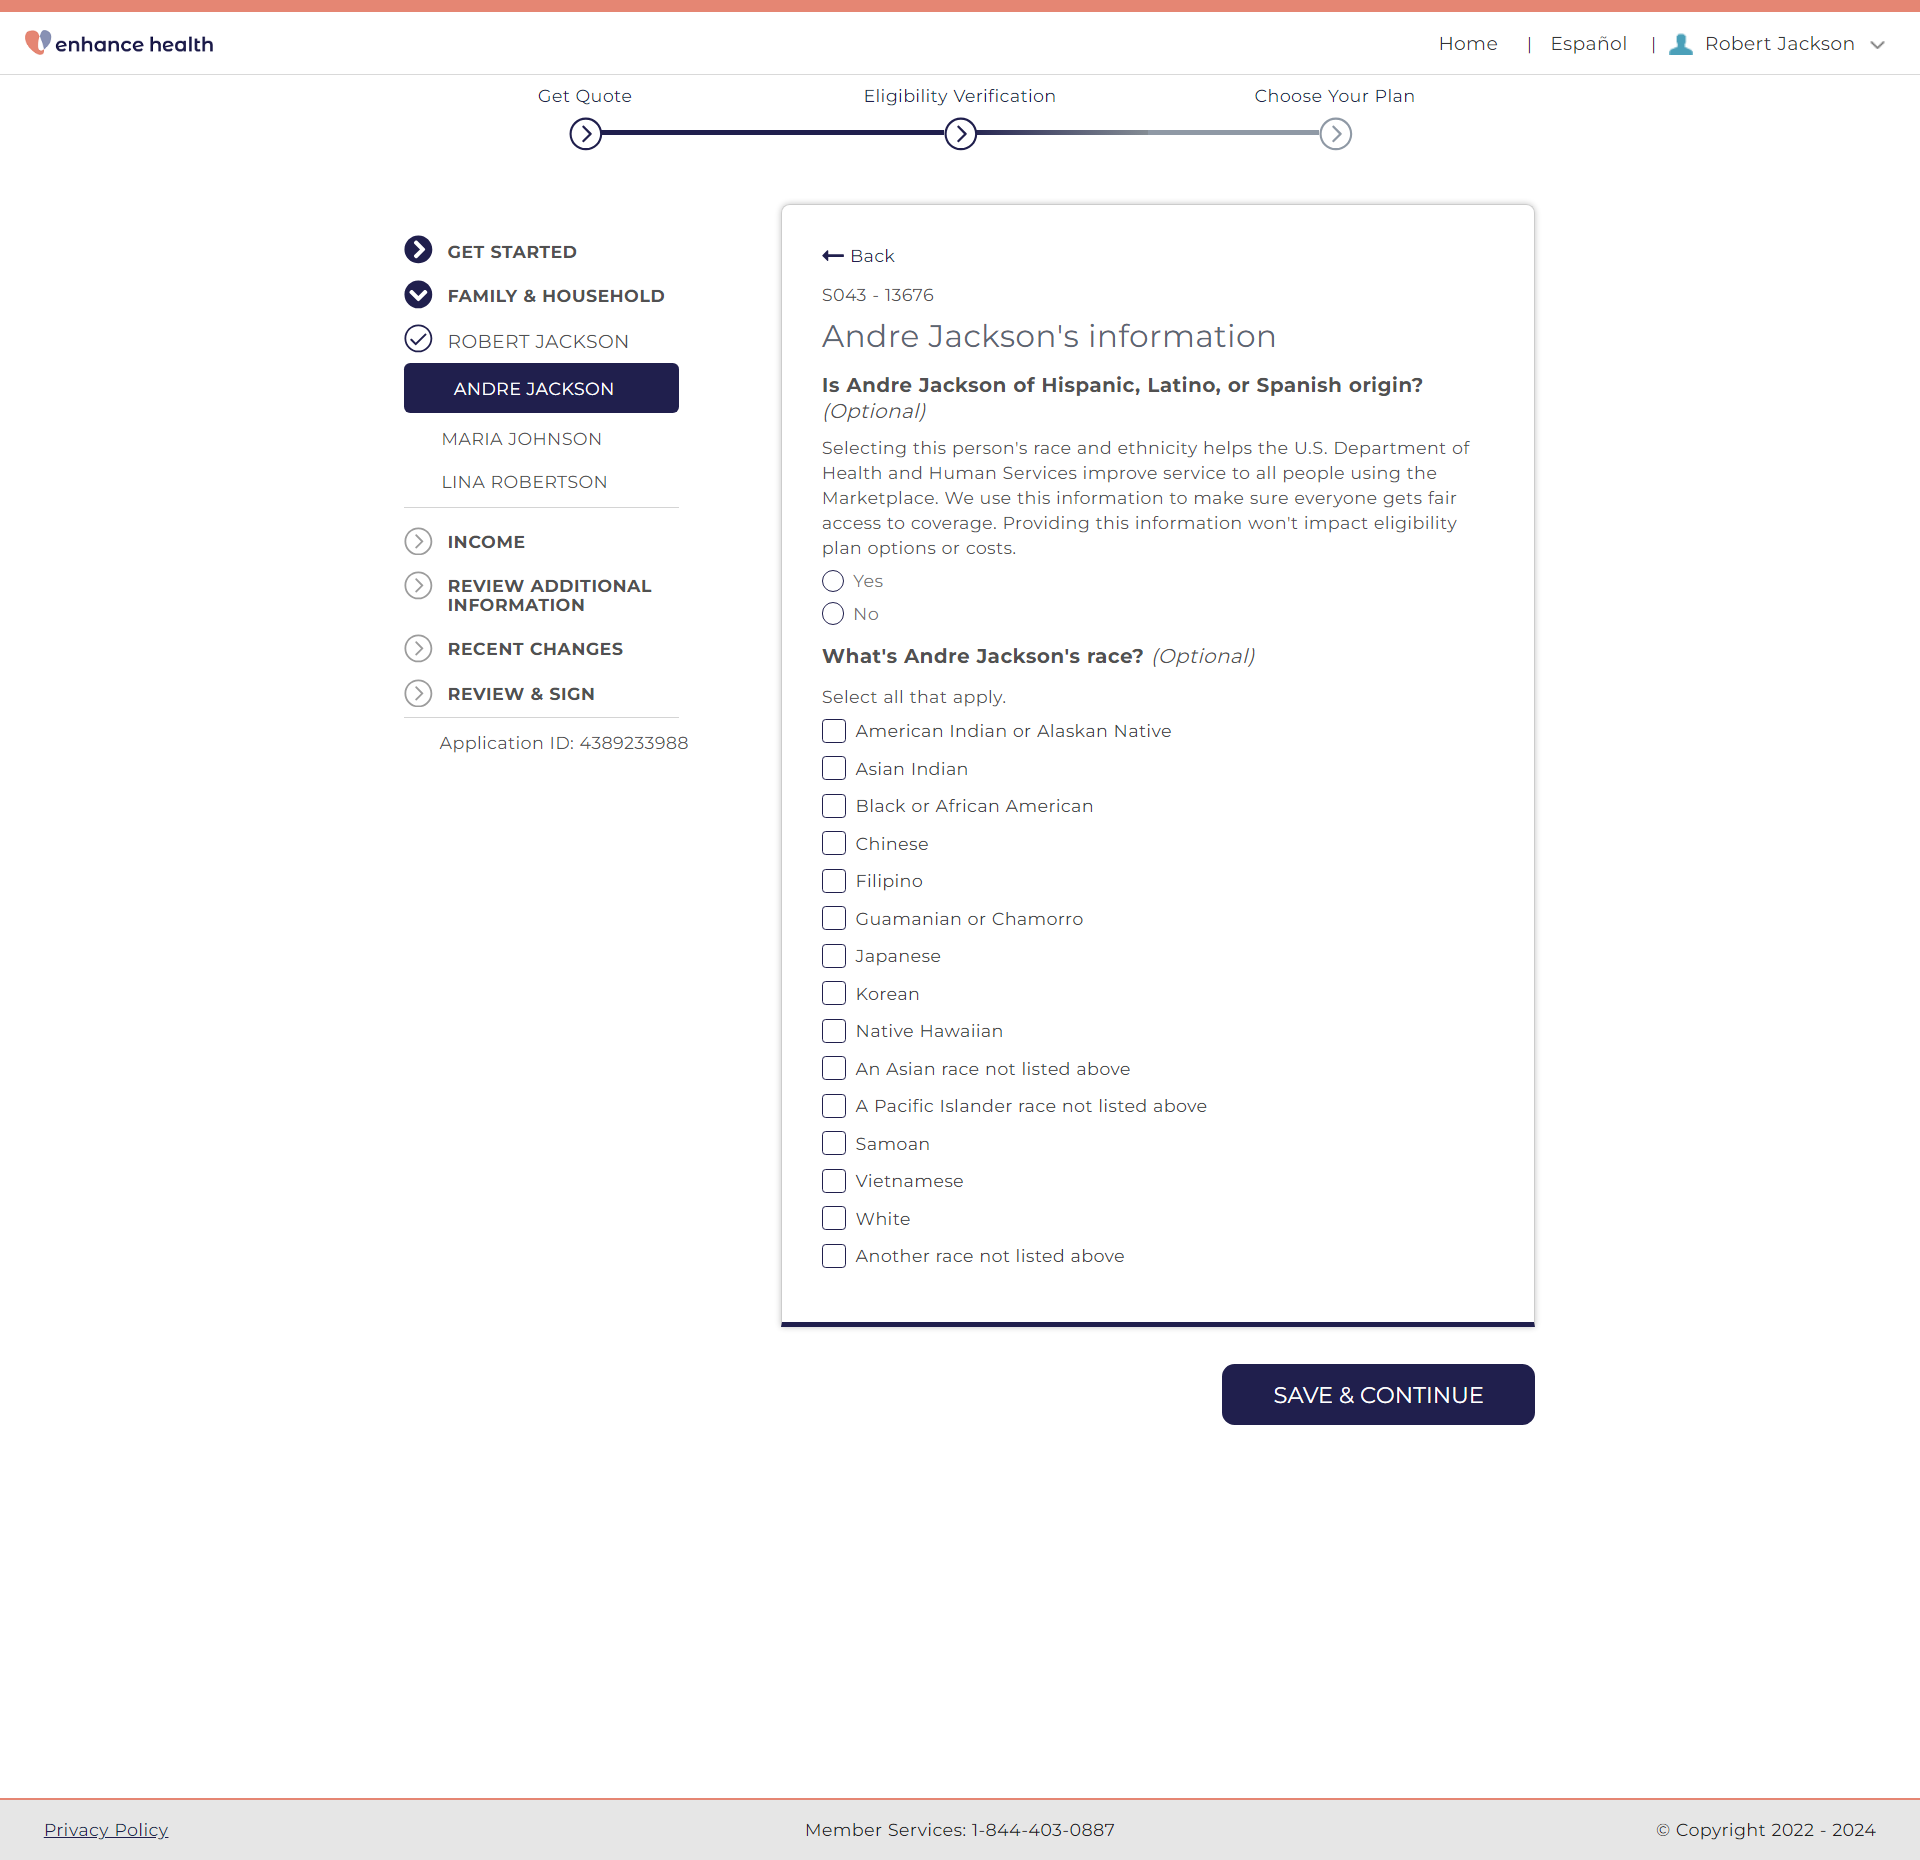 enhance health
Home | Español | Robert Jackson
Get Quote
Eligibility Verification
Choose Your Plan
GET STARTED
FAMILY & HOUSEHOLD
ROBERT JACKSON
ANDRE JACKSON
MARIA JOHNSON
LINA ROBERTSON
INCOME
REVIEW ADDITIONAL
INFORMATION
RECENT CHANGES
REVIEW & SIGN
Application ID: 4389233988
Back
S043 - 13676
Andre Jackson's information
Is Andre Jackson of Hispanic, Latino, or Spanish origin?
(Optional)
Selecting this person's race and ethnicity helps the U.S. Department of
Health and Human Services improve service to all people using the
Marketplace. We use this information to make sure everyone gets fair
access to coverage. Providing this information won't impact eligibility
plan options or costs.
Yes
No
What's Andre Jackson's race? (Optional)
Select all that apply.
American Indian or Alaskan Native
Asian Indian
Black or African American
Chinese
Filipino
Guamanian or Chamorro
Japanese
Korean
Native Hawaiian
An Asian race not listed above
A Pacific Islander race not listed above
Samoan
Vietnamese
White
Another race not listed above
SAVE & CONTINUE
Privacy Policy
Member Services: 1-844-403-0887
© Copyright 2022 - 2024